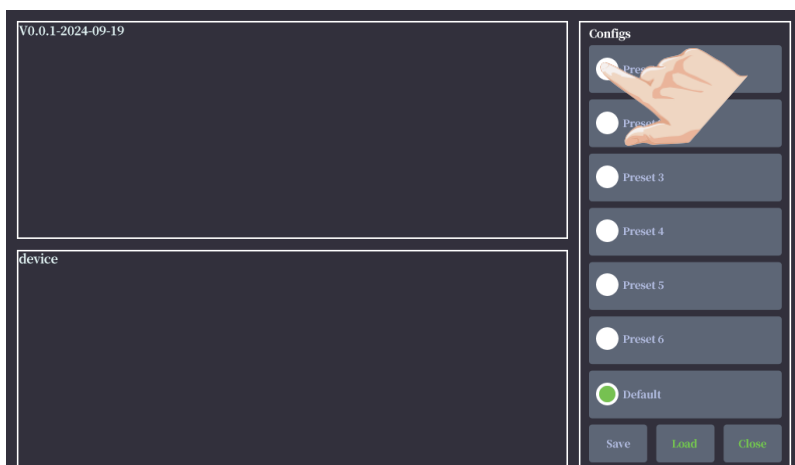 V0.0.1-2024-09-19
device
Configs
Preset 3
Preset 4
Preset 5
Preset 6
Default
Save
Load
Close